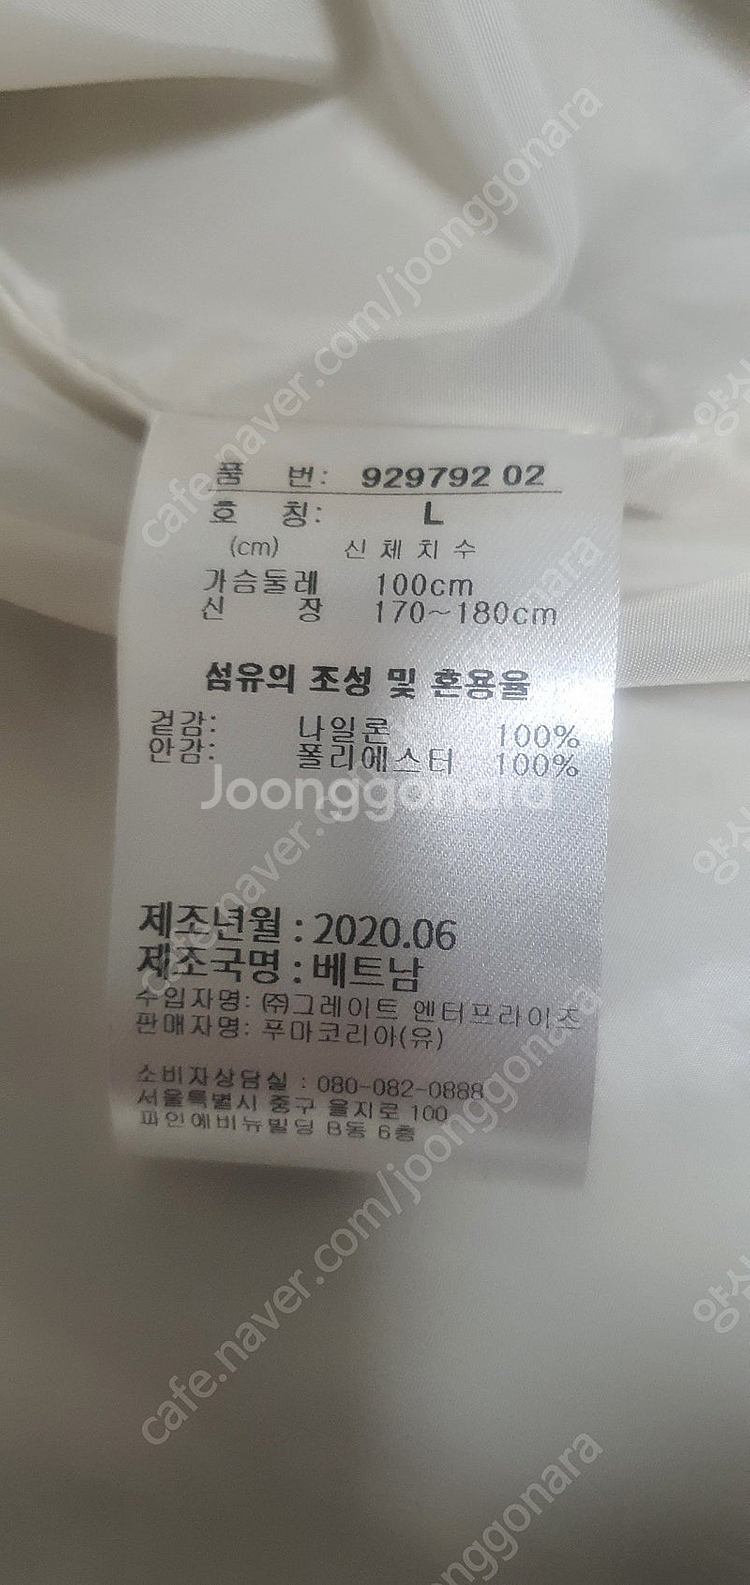 품 번: 929792 02
호 칭: L
(cm) 신 체 치 수
가슴둘레 100cm
신 장 170~180cm
섬유의 조성 및 혼용율
겉감: 나일론 100%
안감: 폴리에스터 100%
Joonggonara
제조년월 : 2020.06
제조국명 : 베트남
수입자명: ㈜그레이트 엔터프라이즈
판매자명: 푸마코리아(유)
소비자상담실 : 080-082-0888
서울특별시 중구 을지로 100
파인에비뉴빌딩 B동 6층
cafe.naver.com/joonggonara
cafe.naver.com/joonggonara
cafe.naver.com/joonggonara
joonggonara